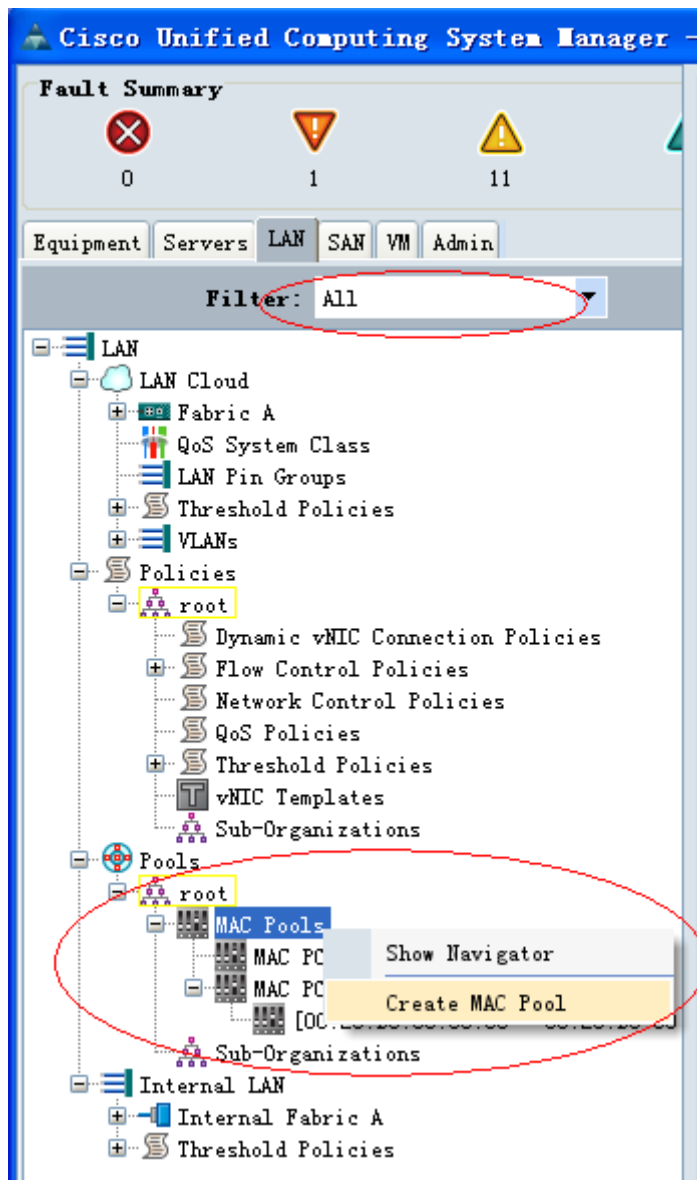 Cisco Unified Computing System Manager -
Fault Summary
0 1 11
Equipment Servers LAN SAN VM Admin
Filter: All
LAN
LAN Cloud
Fabric A
QoS System Class
LAN Pin Groups
Threshold Policies
VLANs
Policies
root
Dynamic vNIC Connection Policies
Flow Control Policies
Network Control Policies
QoS Policies
Threshold Policies
vNIC Templates
Sub-Organizations
Pools
root
MAC Pools
MAC
Show Navigator
MAC
Create MAC Pool
Sub-Organizations
Internal LAN
Internal Fabric A
Threshold Policies